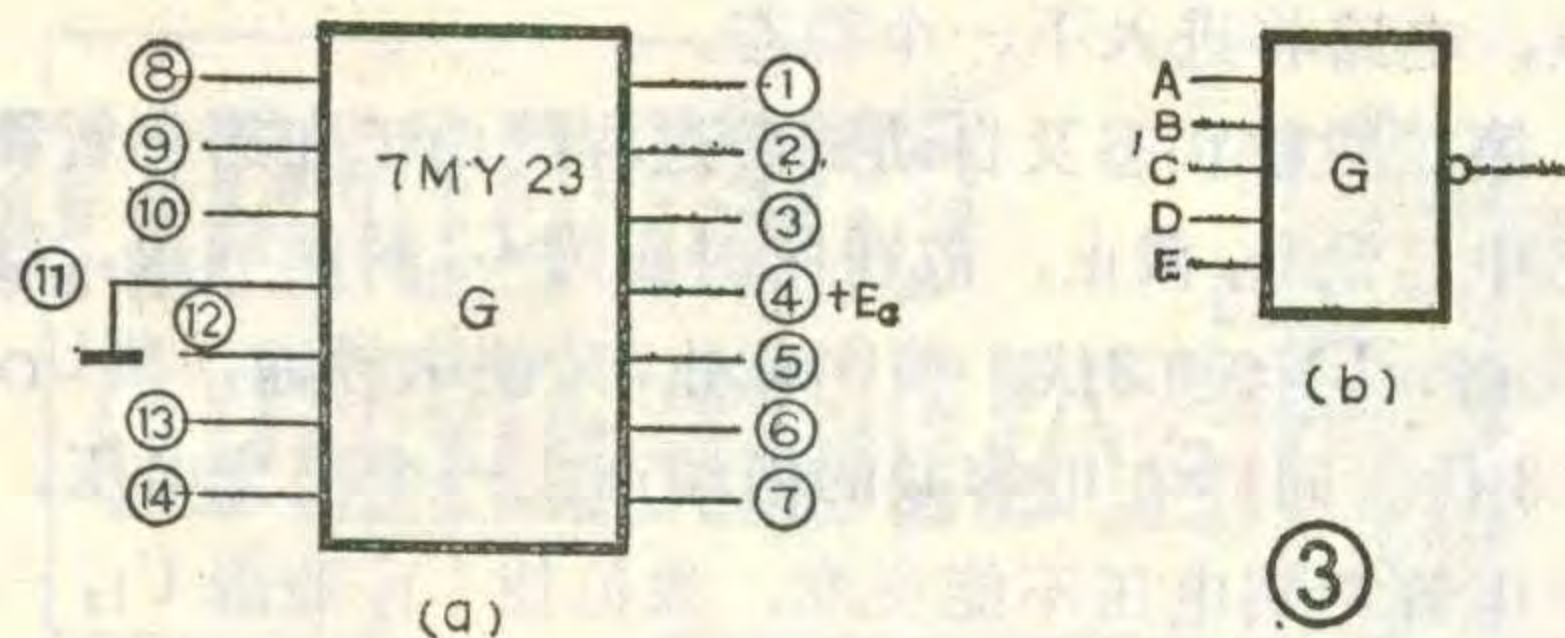 ⑧ ①
⑨ 7MY 23 ②
⑩ ③
⑪ G ④ +Ea
⑫ ⑤
⑬ ⑥
⑭ ⑦
(a)
A
B
C G
D
E
(b)
③